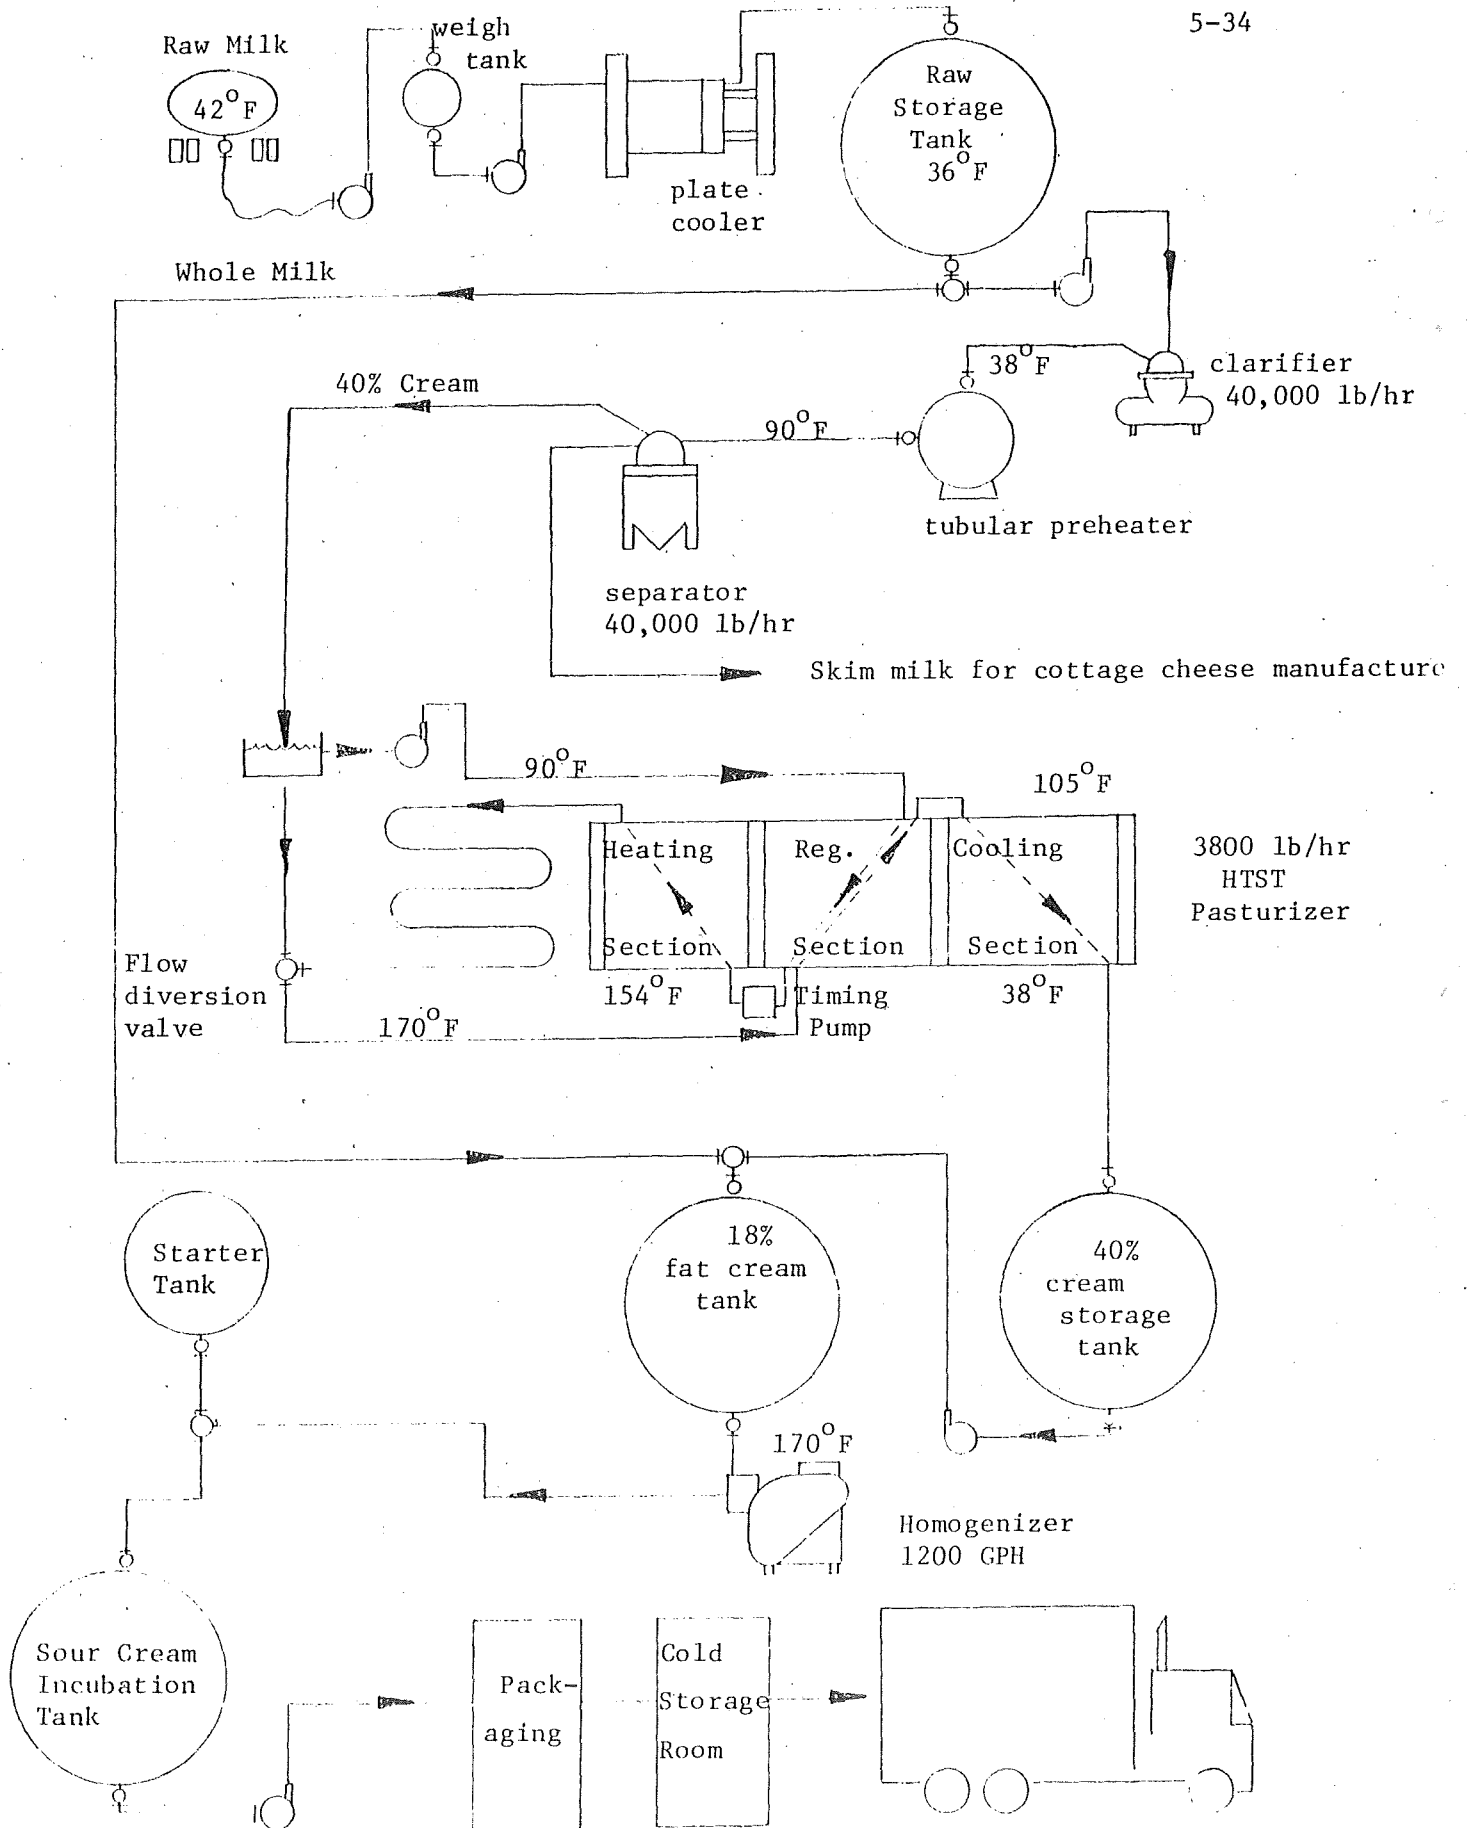 5-34
Raw Milk
42°F
weigh
tank
plate
cooler
Raw
Storage
Tank
36°F
Whole Milk
38°F
clarifier
40,000 lb/hr
40% Cream
90°F
tubular preheater
separator
40,000 lb/hr
Skim milk for cottage cheese manufacture
90°F
105°F
Heating
Section
Reg.
Section
Cooling
Section
3800 lb/hr
HTST
Pasturizer
Flow
diversion
valve
154°F
Timing
Pump
38°F
170°F
Starter
Tank
18%
fat cream
tank
40%
cream
storage
tank
170°F
Homogenizer
1200 GPH
Sour Cream
Incubation
Tank
Pack-
aging
Cold
Storage
Room